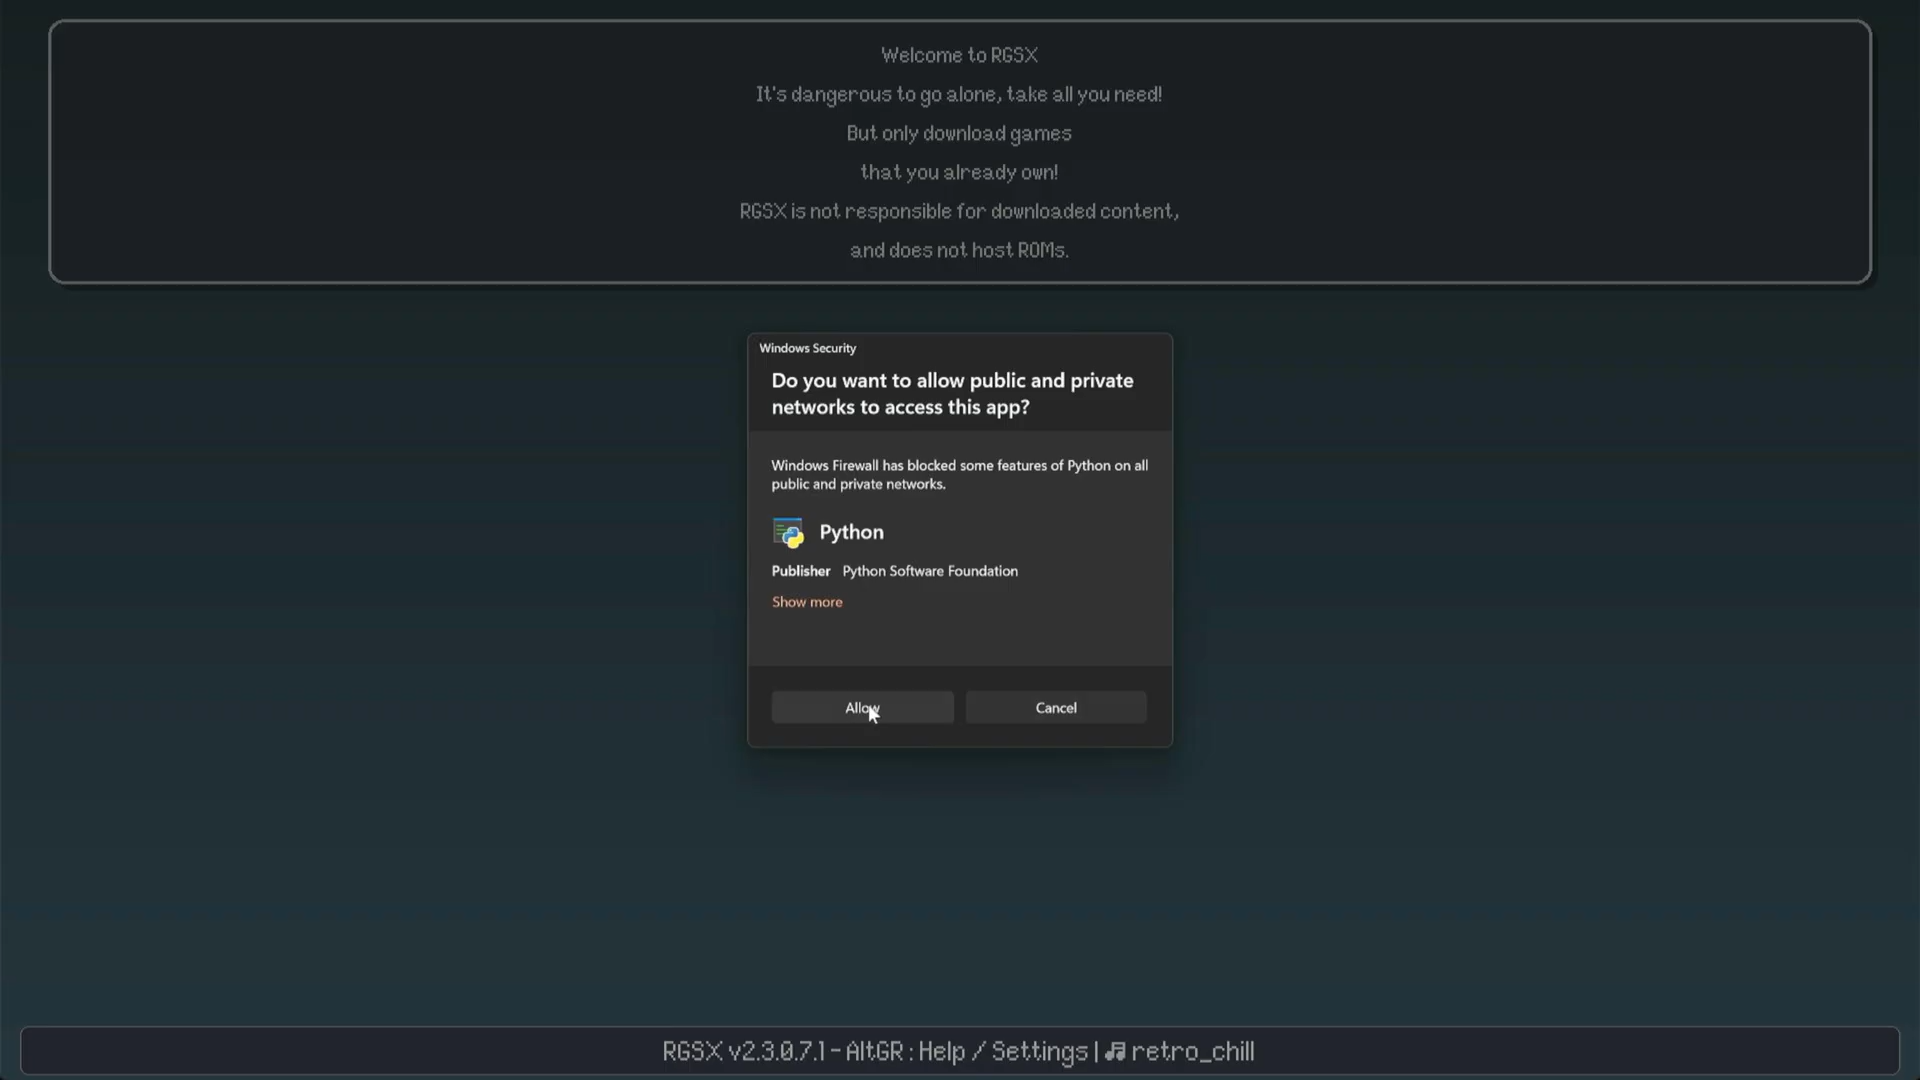 Welcome to RGSX
It's dangerous to go alone, take all you need!
But only download games
that you already own!
RGSX is not responsible for downloaded content,
and does not host ROMs.
Windows Security
Do you want to allow public and private
networks to access this app?
Windows Firewall has blocked some features of Python on all
public and private networks.
Python
Publisher Python Software Foundation
Show more
Allow Cancel
RGSX v2.3.0.7.1 - AltGR : Help / Settings | 🎵 retro_chill